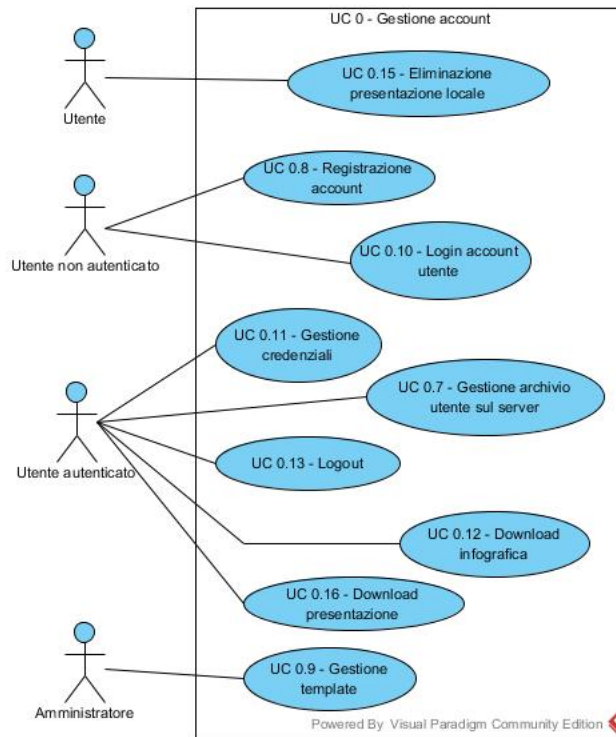 UC 0 - Gestione account
UC 0.15 - Eliminazione
presentazione locale
Utente
UC 0.8 - Registrazione
account
Utente non autenticato
UC 0.10 - Login account
utente
UC 0.11 - Gestione
credenziali
UC 0.7 - Gestione archivio
utente sul server
Utente autenticato
UC 0.13 - Logout
UC 0.12 - Download
infografica
UC 0.16 - Download
presentazione
UC 0.9 - Gestione
template
Amministratore
Powered By Visual Paradigm Community Edition